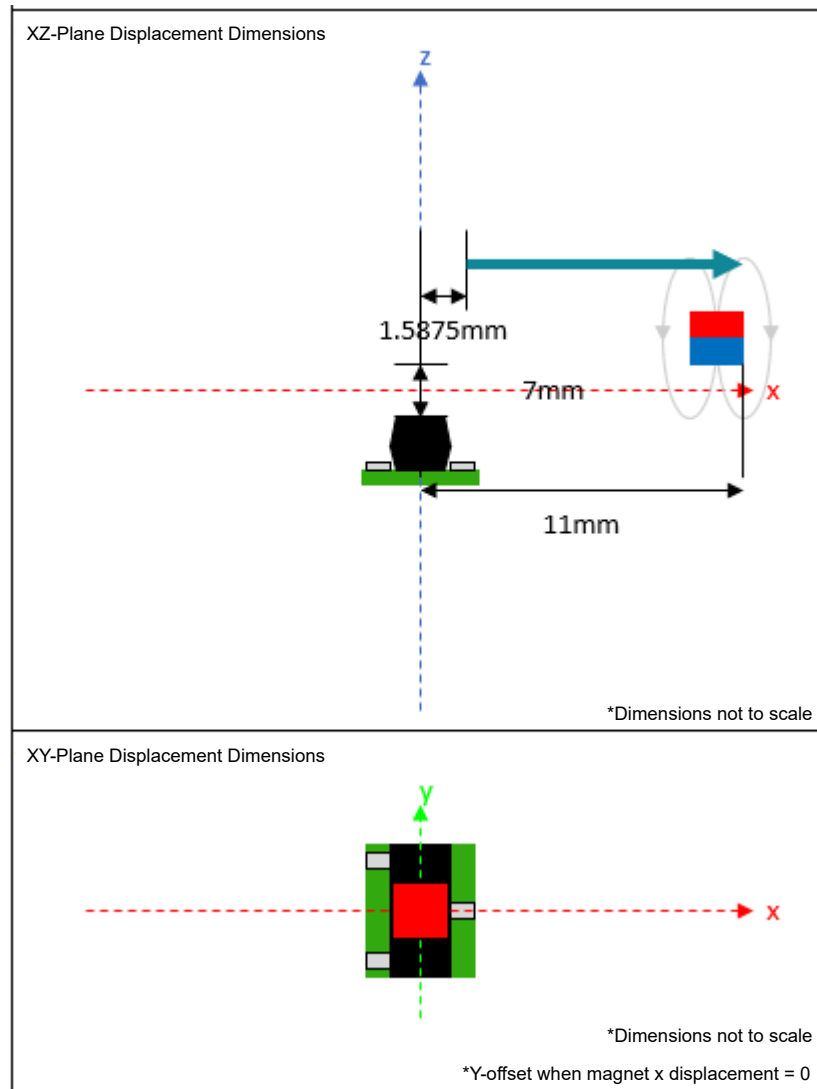 XZ-Plane Displacement Dimensions
z
1.5875mm
7mm
x
11mm
*Dimensions not to scale
XY-Plane Displacement Dimensions
y
x
*Dimensions not to scale
*Y-offset when magnet x displacement = 0